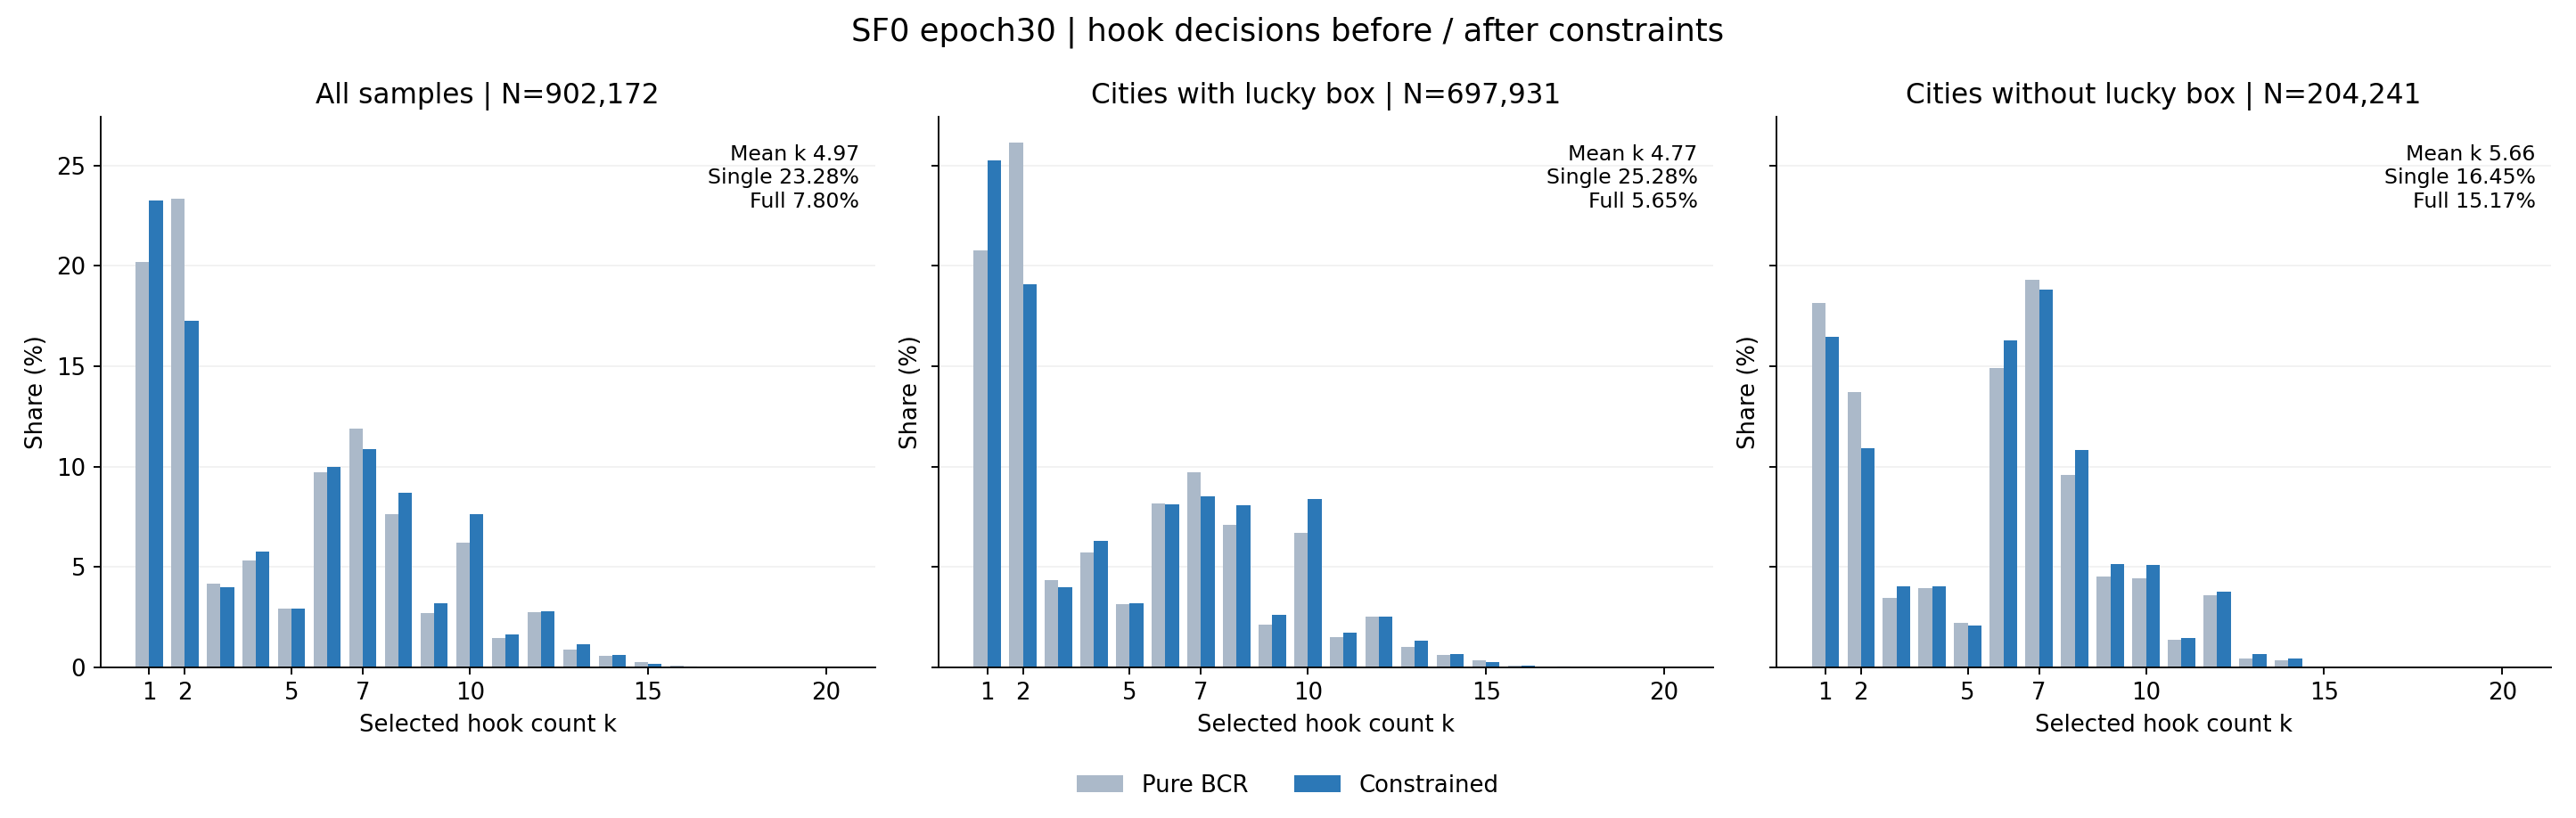 SF0 epoch30 | hook decisions before / after constraints
All samples | N=902,172
Mean k 4.97
Single 23.28%
Full 7.80%
Share (%)
25
20
15
10
5
0
1 2 5 7 10 15 20
Selected hook count k
Cities with lucky box | N=697,931
Mean k 4.77
Single 25.28%
Full 5.65%
Share (%)
1 2 5 7 10 15 20
Selected hook count k
Cities without lucky box | N=204,241
Mean k 5.66
Single 16.45%
Full 15.17%
Share (%)
1 2 5 7 10 15 20
Selected hook count k
Pure BCR
Constrained